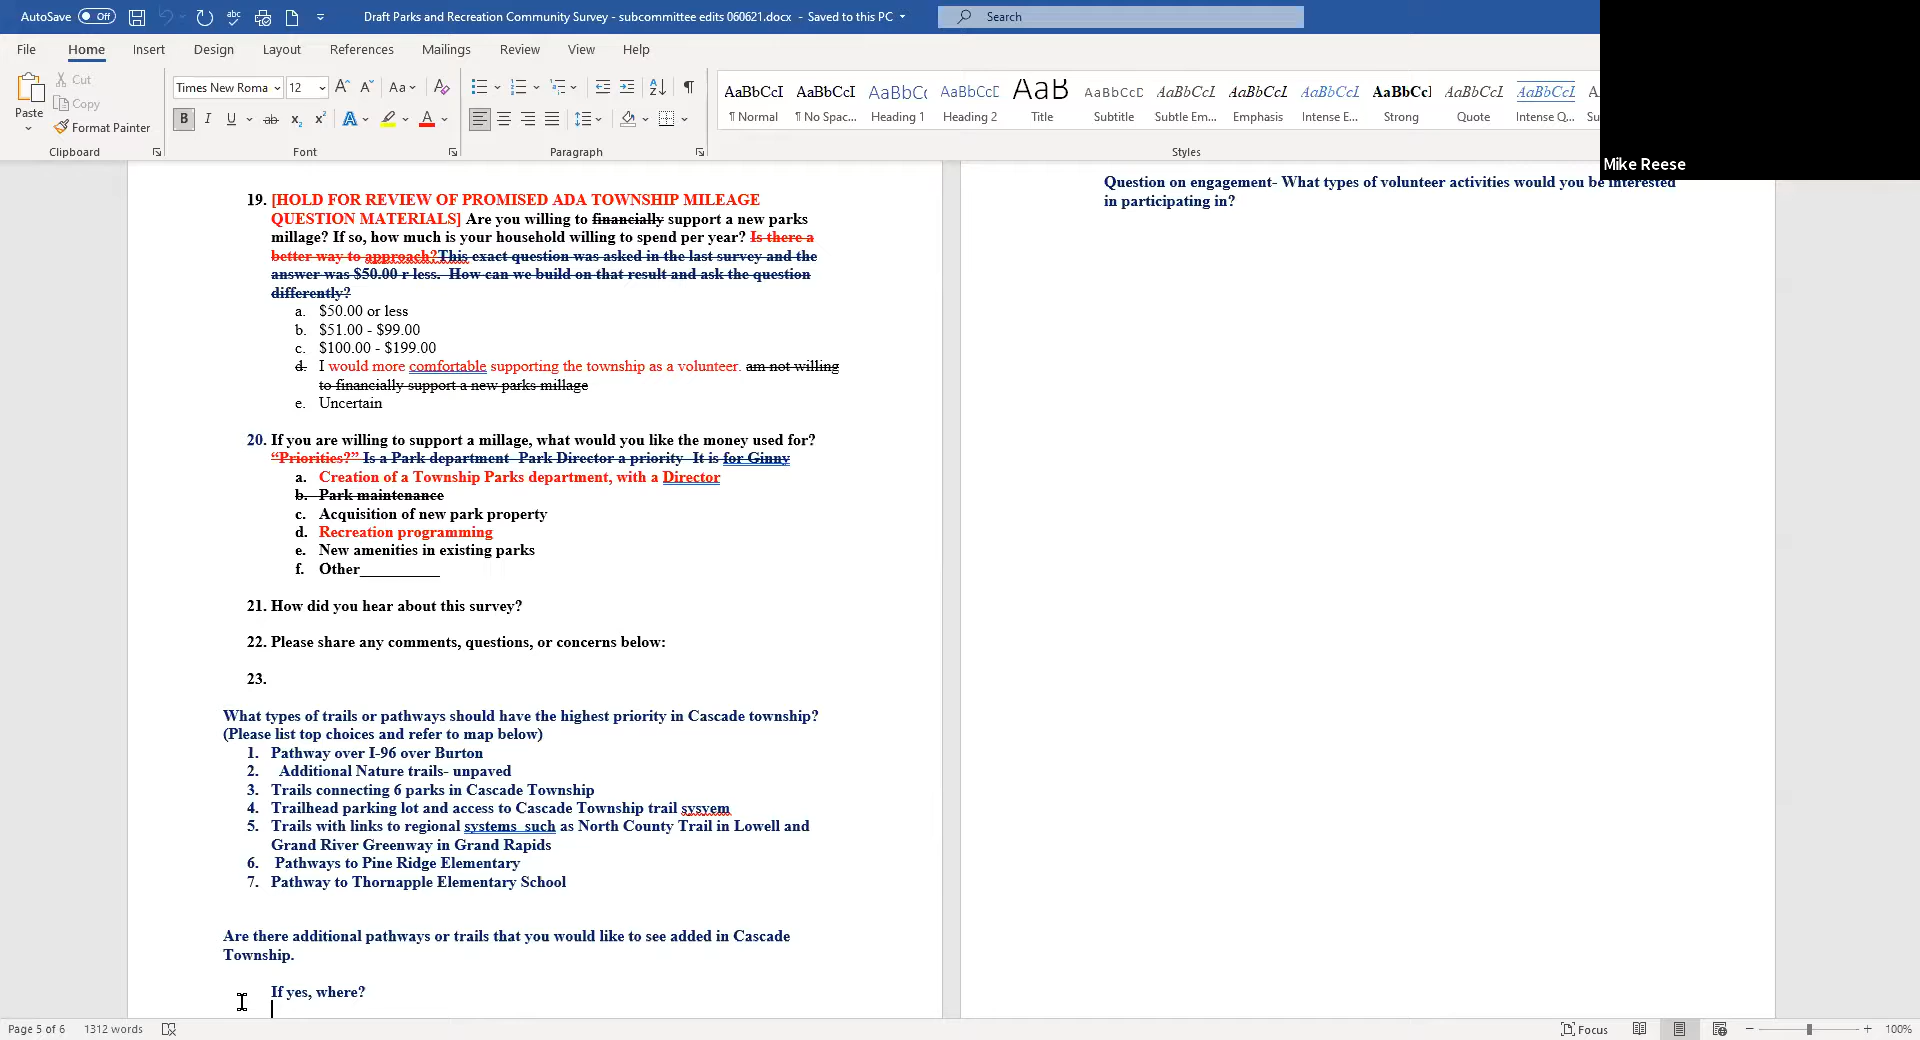 AutoSave Off Draft Parks and Recreation Community Survey - subcommittee edits 060621.docx - Saved to this PC Search
File Home Insert Design Layout References Mailings Review View Help
Paste Cut Copy Format Painter
Times New Roma 12 Aa
B I U ab x₂ x² A A
AaBbCcI AaBbCcI AaBbC AaBbCcD AaB AaBbCcD AaBbCcI AaBbCcI AaBbCcI AaBbCcI AaBbCcI AaBbCcI
¶ Normal ¶ No Spac... Heading 1 Heading 2 Title Subtitle Subtle Em... Emphasis Intense E... Strong Quote Intense Q...
Clipboard Font Paragraph Styles
Mike Reese
19. [HOLD FOR REVIEW OF PROMISED ADA TOWNSHIP MILEAGE
QUESTION MATERIALS] Are you willing to financially support a new parks
millage? If so, how much is your household willing to spend per year? Is there a
better way to approach?This exact question was asked in the last survey and the
answer was $50.00 r less. How can we build on that result and ask the question
differently?
a. $50.00 or less
b. $51.00 - $99.00
c. $100.00 - $199.00
d. I would more comfortable supporting the township as a volunteer. am not willing
to financially support a new parks millage
e. Uncertain
20. If you are willing to support a millage, what would you like the money used for?
“Priorities?” Is a Park department Park Director a priority It is for Ginny
a. Creation of a Township Parks department, with a Director
b. Park maintenance
c. Acquisition of new park property
d. Recreation programming
e. New amenities in existing parks
f. Other__________
21. How did you hear about this survey?
22. Please share any comments, questions, or concerns below:
23.
What types of trails or pathways should have the highest priority in Cascade township?
(Please list top choices and refer to map below)
1. Pathway over I-96 over Burton
2. Additional Nature trails- unpaved
3. Trails connecting 6 parks in Cascade Township
4. Trailhead parking lot and access to Cascade Township trail sysvem
5. Trails with links to regional systems such as North County Trail in Lowell and
Grand River Greenway in Grand Rapids
6. Pathways to Pine Ridge Elementary
7. Pathway to Thornapple Elementary School
Are there additional pathways or trails that you would like to see added in Cascade
Township.
If yes, where?
Question on engagement- What types of volunteer activities would you be interested
in participating in?
Page 5 of 6 1312 words Focus 100%